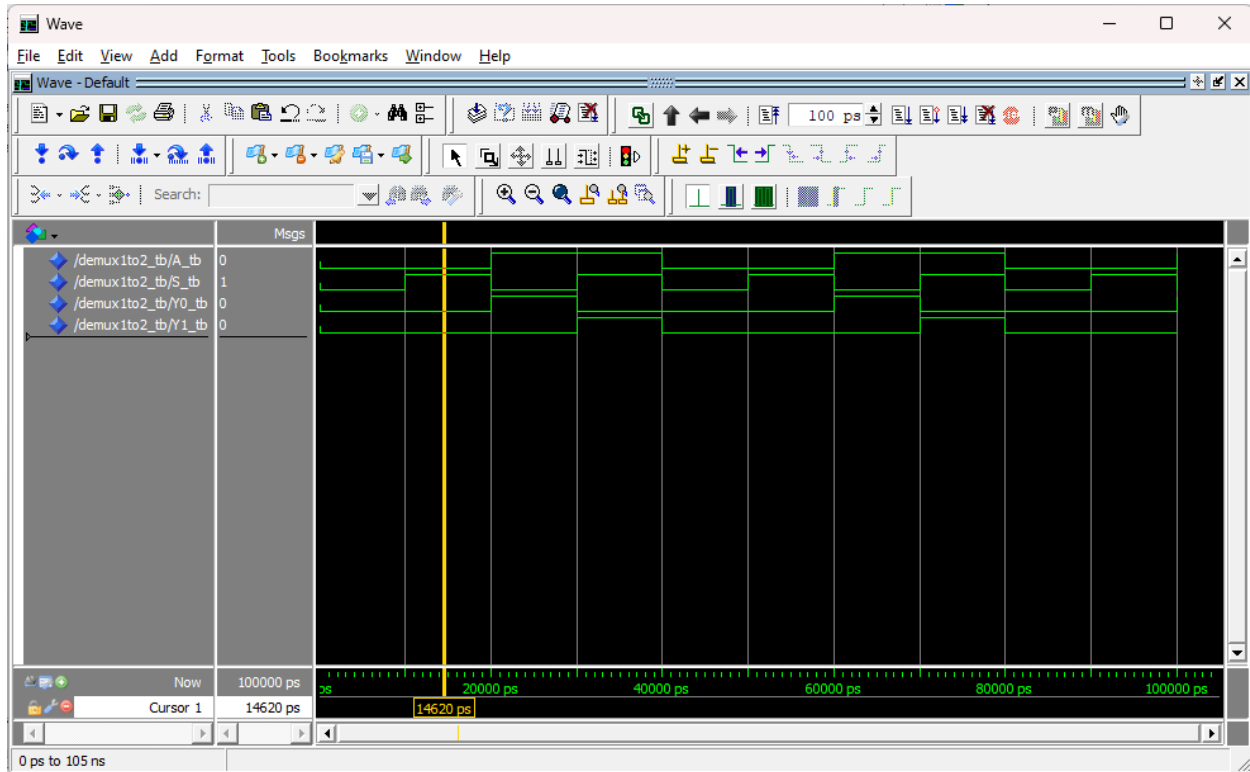 Wave
File Edit View Add Format Tools Bookmarks Window Help
Wave - Default
100 ps
Search:
Msgs
/demux1to2_tb/A_tb 0
/demux1to2_tb/S_tb 1
/demux1to2_tb/Y0_tb 0
/demux1to2_tb/Y1_tb 0
Now 100000 ps
ps 20000 ps 40000 ps 60000 ps 80000 ps 100000 ps
Cursor 1 14620 ps
14620 ps
0 ps to 105 ns